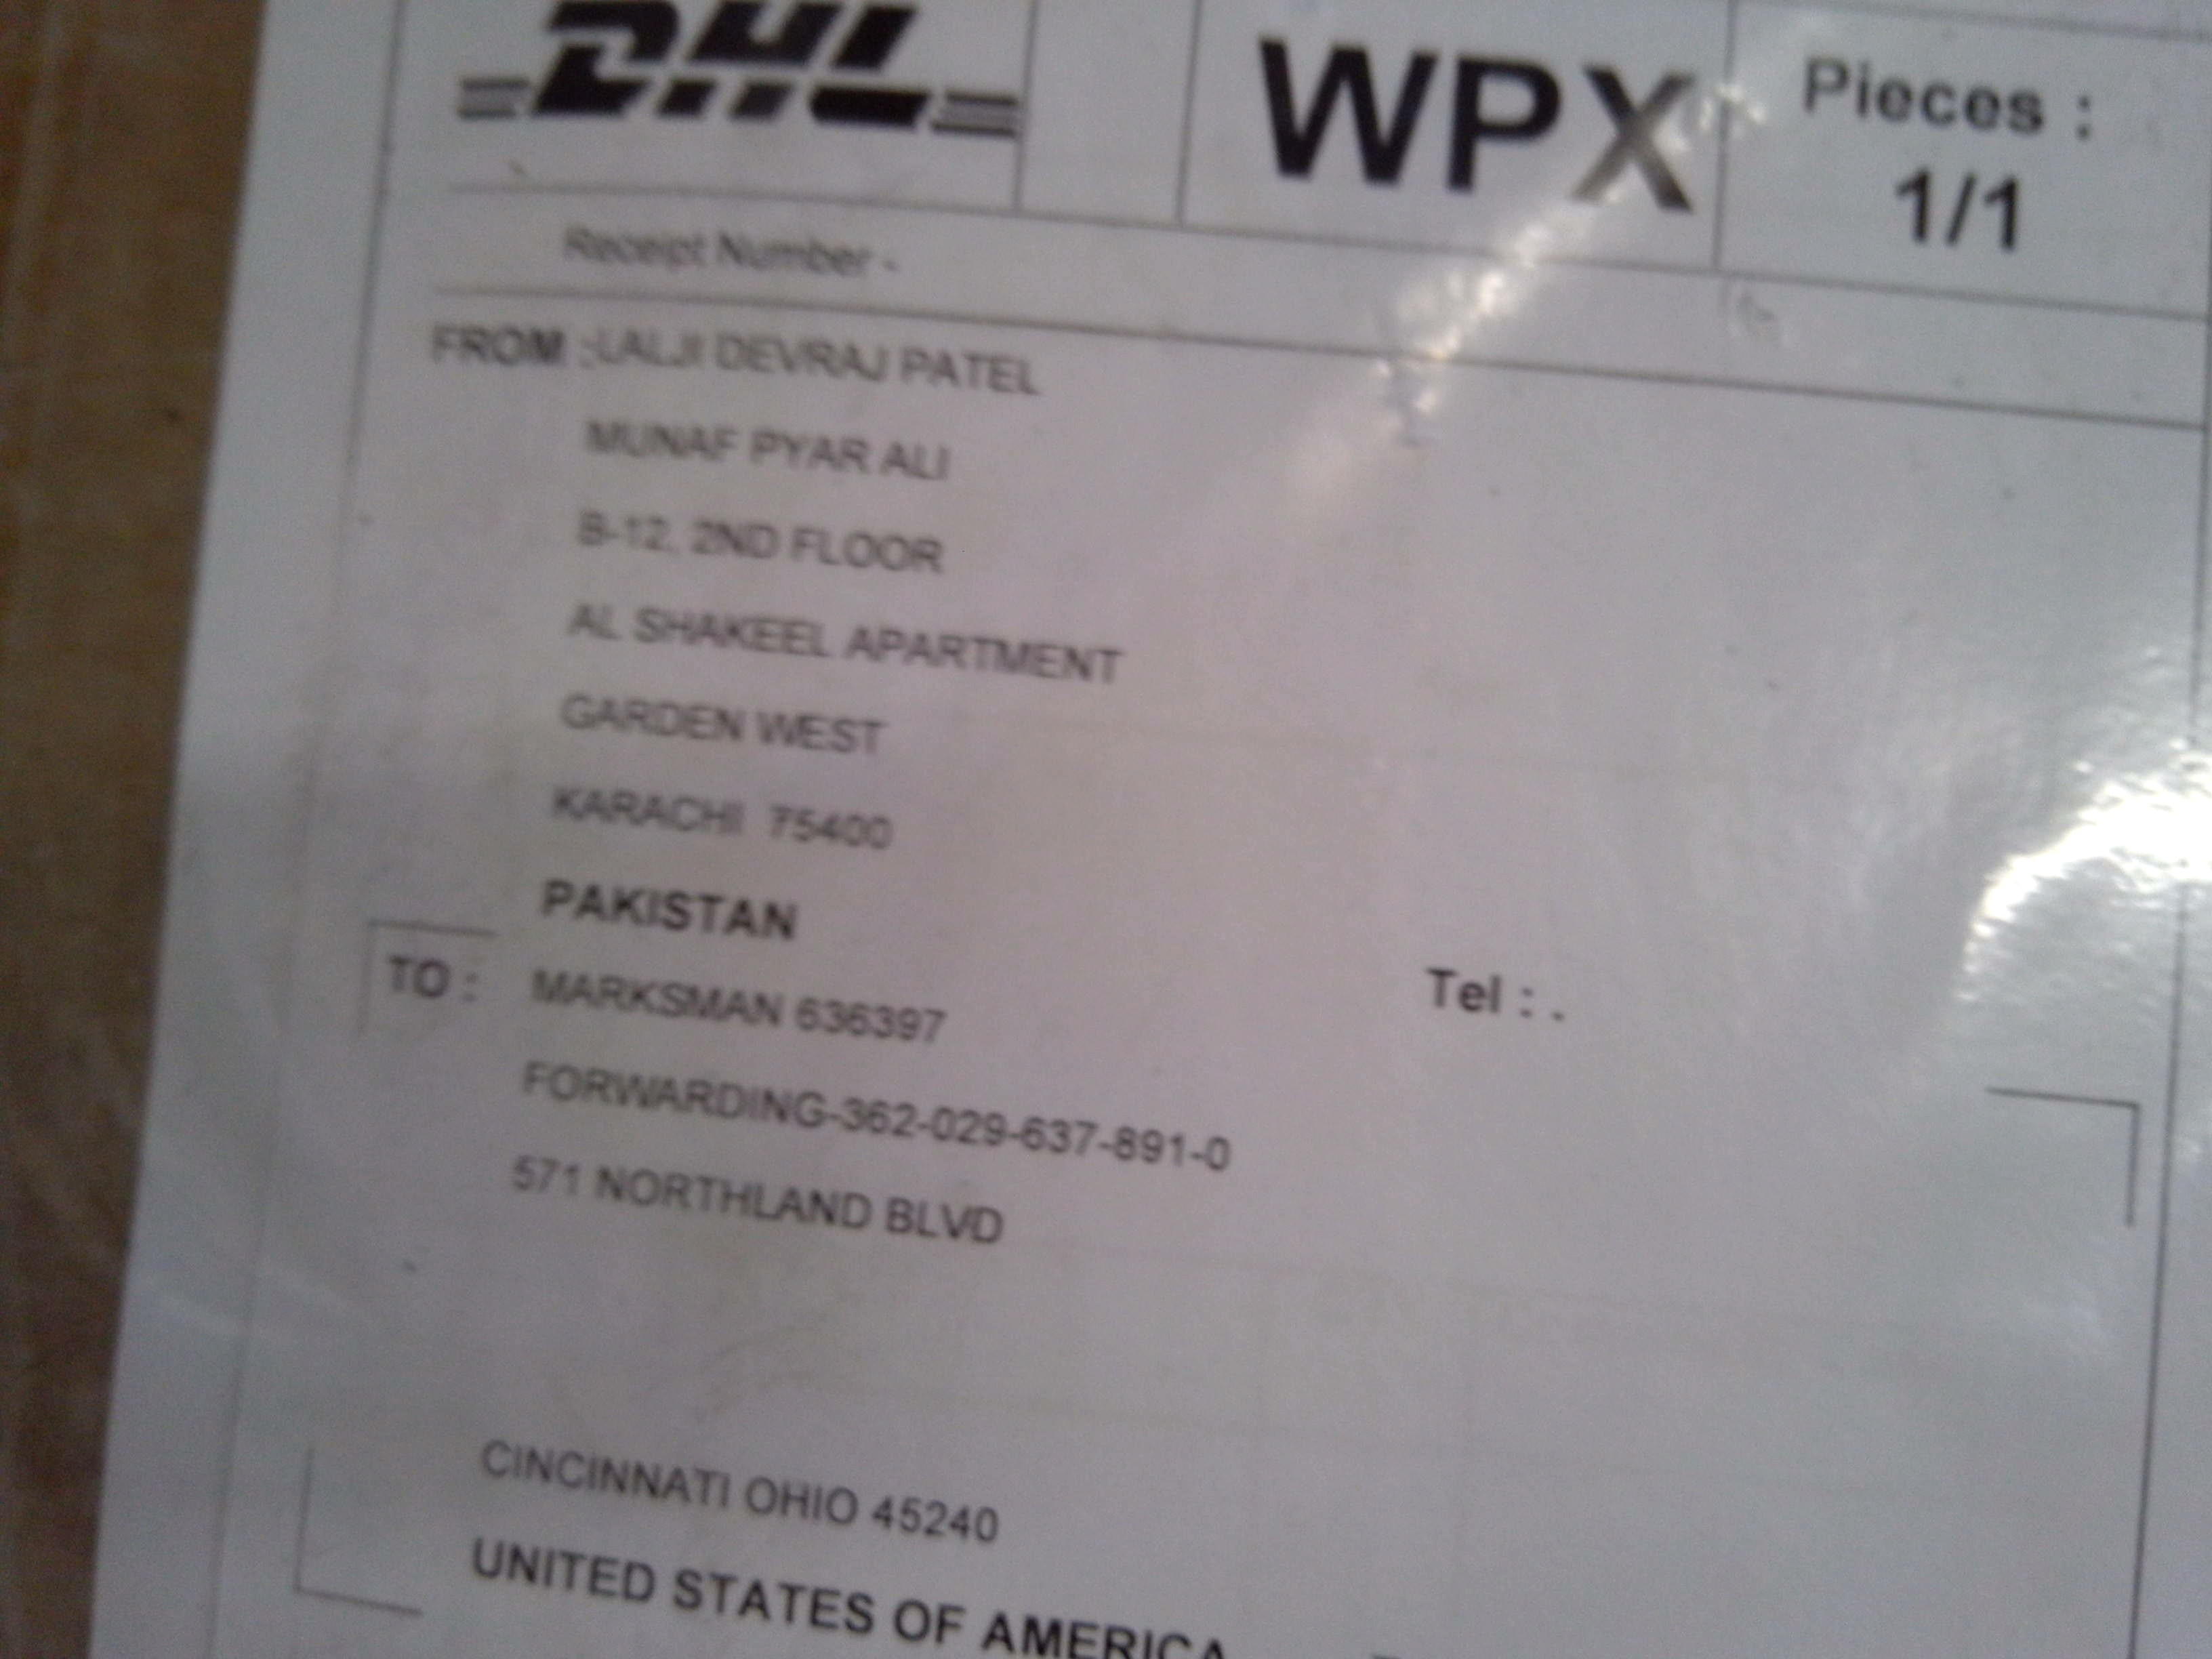 DHL
WPX
Pieces :
1/1
Receipt Number -
FROM : LALJI DEVRAJ PATEL
MUNAF PYAR ALI
B-12, 2ND FLOOR
AL SHAKEEL APARTMENT
GARDEN WEST
KARACHI 75400
PAKISTAN
TO : MARKSMAN 636397
Tel : .
FORWARDING-362-029-637-891-0
571 NORTHLAND BLVD
CINCINNATI OHIO 45240
UNITED STATES OF AMERICA